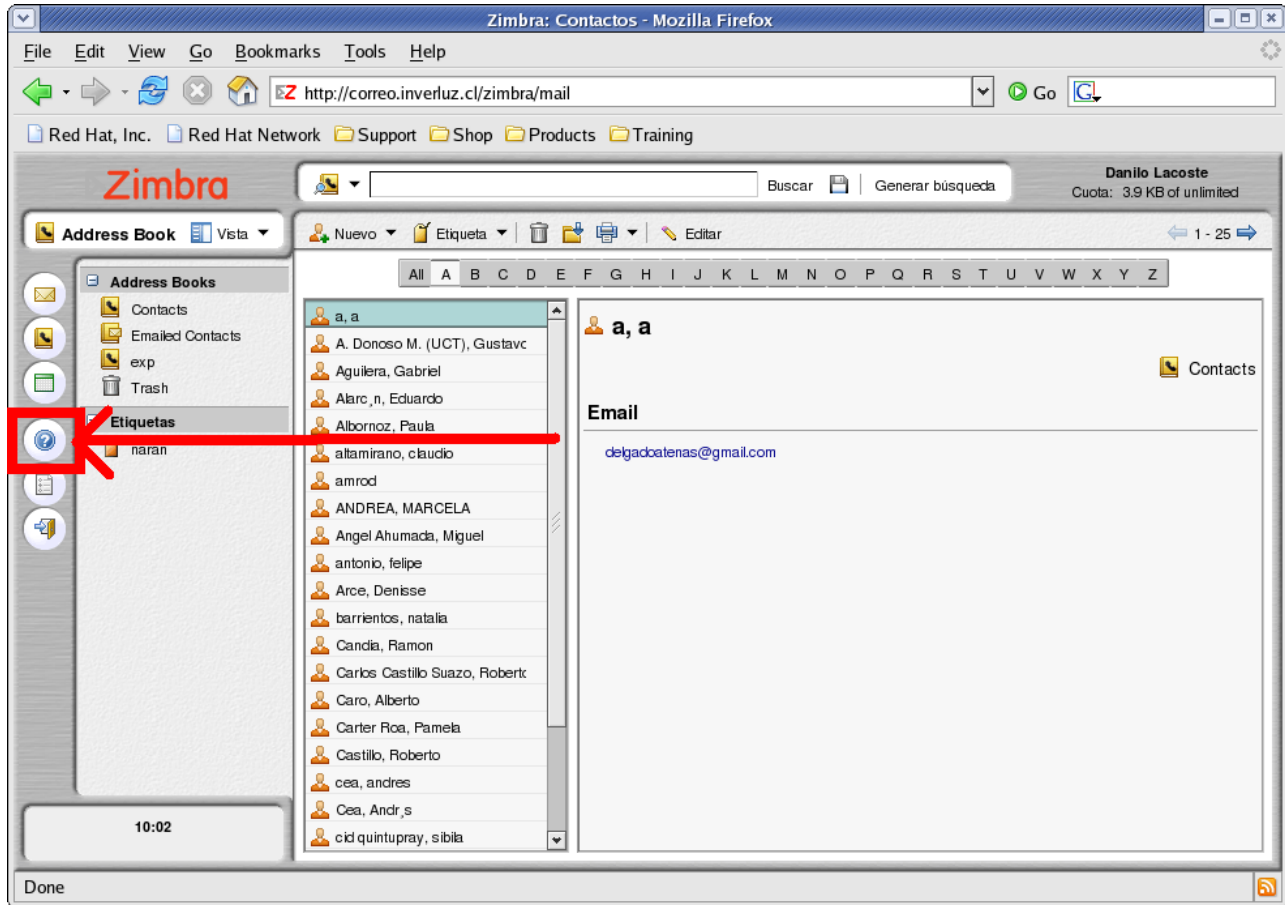 Zimbra: Contactos - Mozilla Firefox
File Edit View Go Bookmarks Tools Help
http://correo.inverluz.cl/zimbra/mail Go
Red Hat, Inc. Red Hat Network Support Shop Products Training
Zimbra
Buscar Generar búsqueda
Danilo Lacoste
Cuota: 3.9 KB of unlimited
Address Book Vista
Nuevo Etiqueta Editar 1 - 25
All A B C D E F G H I J K L M N O P Q R S T U V W X Y Z
Address Books
Contacts
Emailed Contacts
exp
Trash
Etiquetas
naran
a, a
A. Donoso M. (UCT), Gustavo
Aguilera, Gabriel
Alarc¸n, Eduardo
Albornoz, Paula
altamirano, claudio
amrod
ANDREA, MARCELA
Angel Ahumada, Miguel
antonio, felipe
Arce, Denisse
barrientos, natalia
Candia, Ramon
Carlos Castillo Suazo, Roberto
Caro, Alberto
Carter Roa, Pamela
Castillo, Roberto
cea, andres
Cea, Andr¸s
cid quintupray, sibila
a, a
Contacts
Email
delgadoatenas@gmail.com
10:02
Done